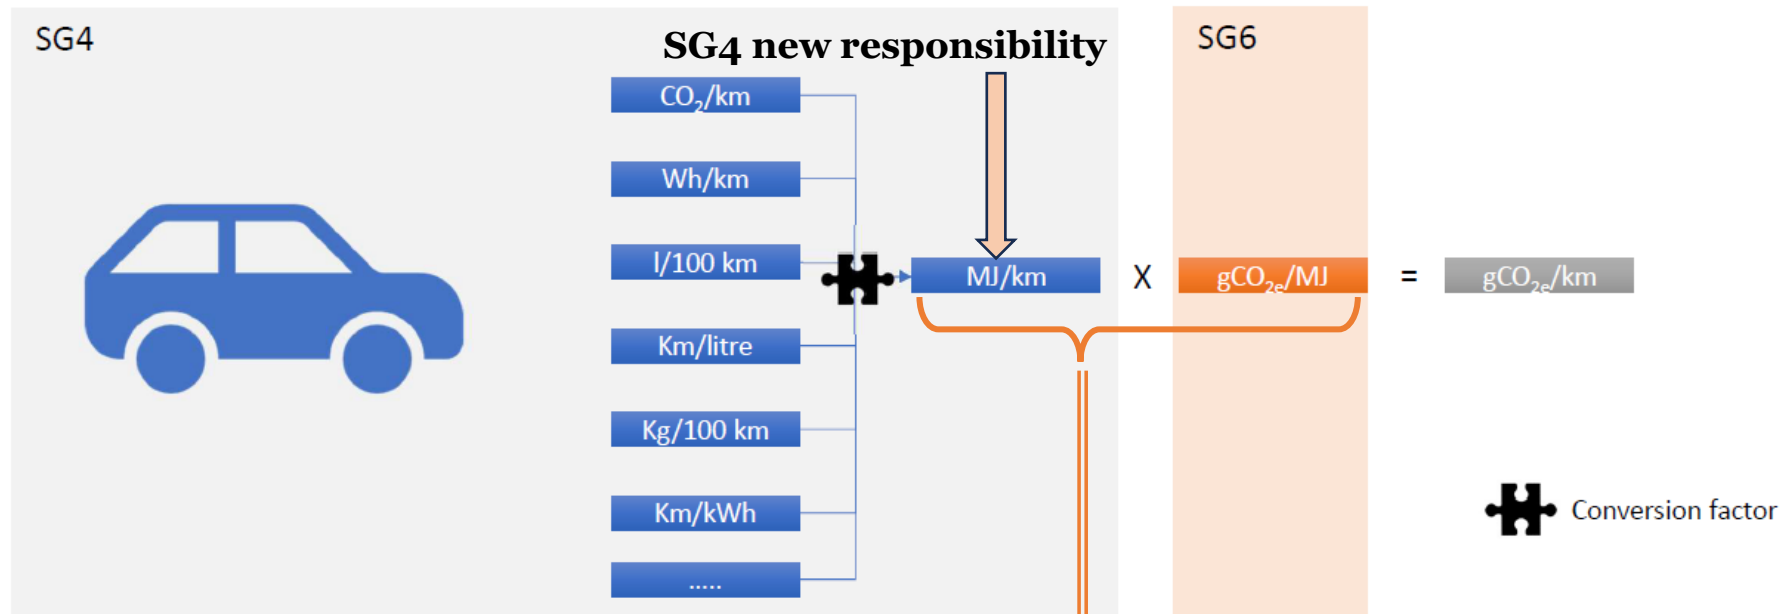 SG4
SG4 new responsibility
SG6
CO₂/km
Wh/km
l/100 km
MJ/km X gCO₂ₑ/MJ = gCO₂ₑ/km
Km/litre
Kg/100 km
Km/kWh
.....
Conversion factor